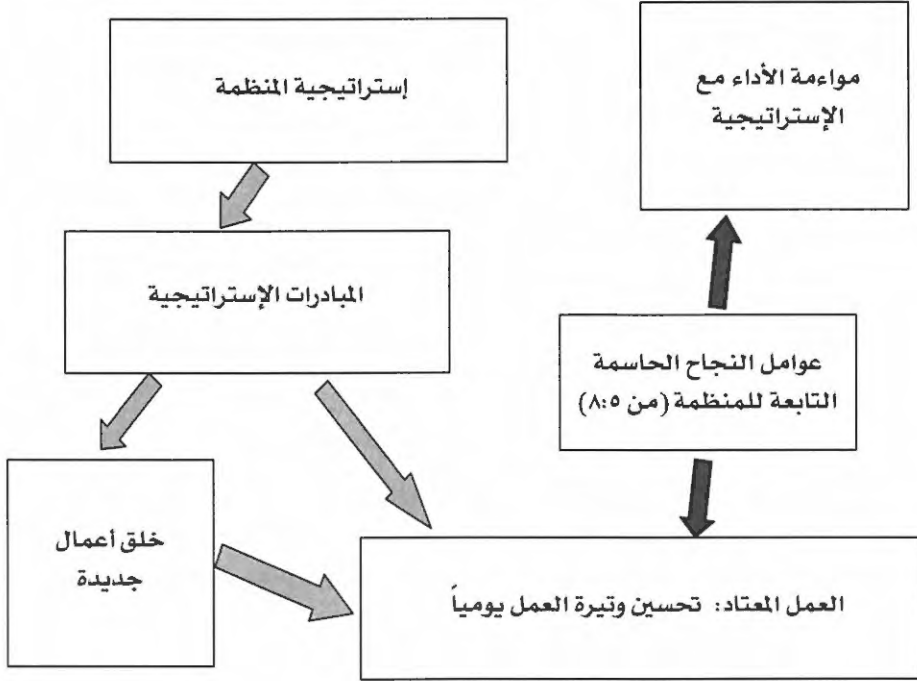 إستراتيجية المنظمة
مواءمة الأداء مع
الإستراتيجية
المبادرات الإستراتيجية
عوامل النجاح الحاسمة
التابعة للمنظمة (من ٨:٥)
خلق أعمال
جديدة
العمل المعتاد: تحسين وتيرة العمل يومياً